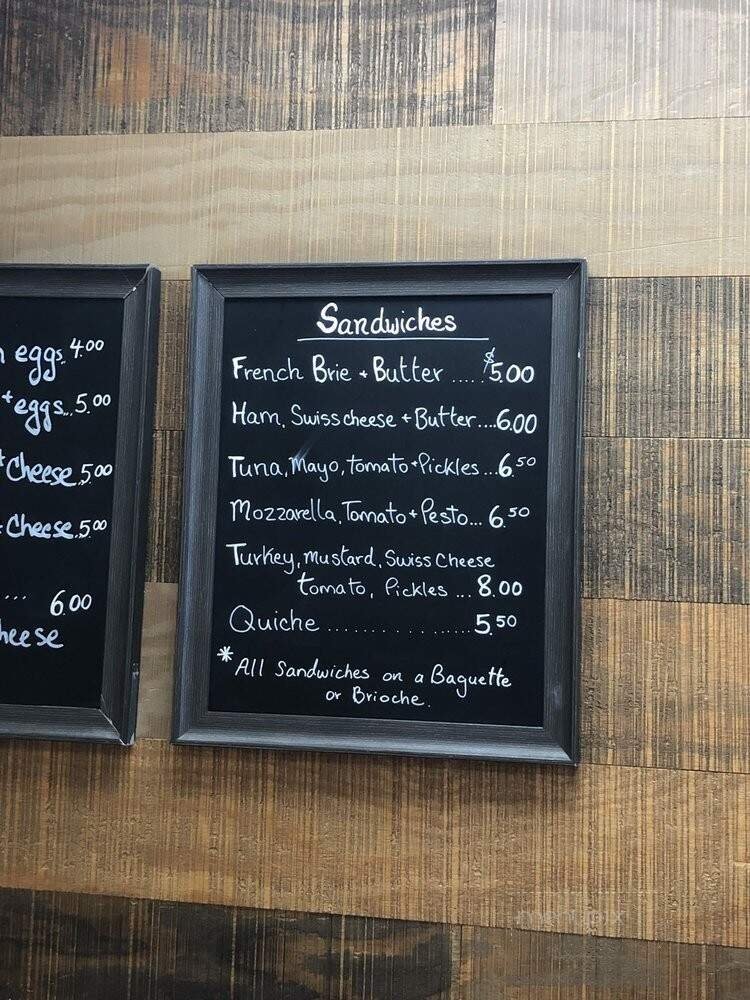 eggs 4.00
+ eggs...5.00
Cheese.5.00
Cheese.5.00
... 6.00
Sandwiches
French Brie + Butter ..... $5.00
Ham, Swiss cheese + Butter...6.00
Tuna, Mayo, tomato + Pickles...6.50
Mozzarella, Tomato + Pesto... 6.50
Turkey, mustard, Swiss Cheese
tomato, Pickles ... 8.00
Quiche .................. 5.50
* All Sandwiches on a Baguette
or Brioche.